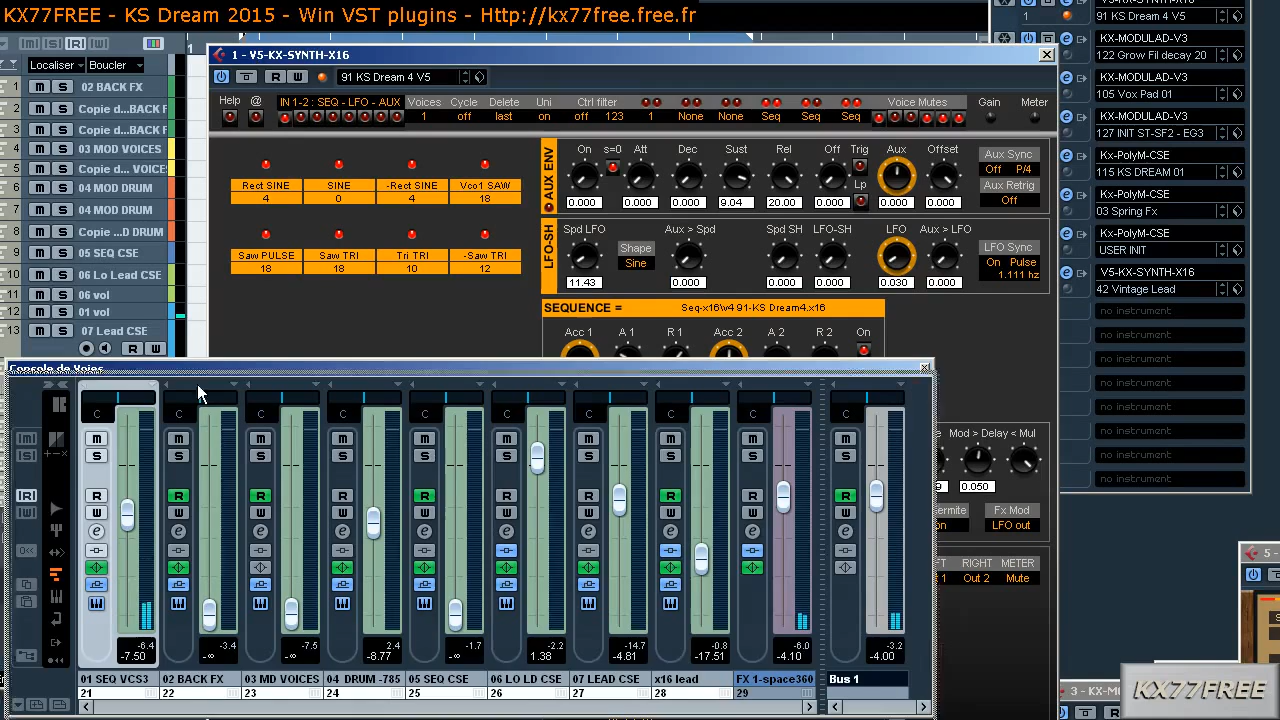 KX77FREE - KS Dream 2015 - Win VST plugins - Http://kx77free.free.fr
1 - V5-KX-SYNTH-X16
91 KS Dream 4 V5
Localiser Boucler
1
Help @ IN 1-2 : SEQ - LFO - AUX Voices Cycle Delete Uni Ctrl filter Voice Mutes Gain Meter
1 off last on off 123 1 None None Seq Seq Seq
1 M S 02 BACK FX
2 M S Copie d...BACK F
3 M S Copie d...BACK F
4 M S 03 MOD VOICES
5 M S Copie d...VOICE
6 M S 04 MOD DRUM
7 M S 04 MOD DRUM
8 M S Copie ...D DRUM
9 M S 05 SEQ CSE
10 M S 06 Lo Lead CSE
11 M S 06 vol
12 M S 01 vol
13 M S 07 Lead CSE
R W
Rect SINE SINE -Rect SINE Vco1 SAW
4 0 4 18
Saw PULSE Saw TRI Tri TRI -Saw TRI
18 18 10 12
AUX ENV
On s=0 Att Dec Sust Rel Off Trig Aux Offset
Lp
0.000 0.000 0.000 9.04 20.00 0.000 0.000 0.000
Aux Sync
Off P/4
Aux Retrig
Off
LFO-SH
Spd LFO Shape Aux > Spd Spd SH LFO-SH LFO Aux > LFO
Sine
11.43 0.000 0.000 0.000 0.030 0.000
LFO Sync
On Pulse
1.111 hz
SEQUENCE = Seq-x16\v4 91-KS Dream4.x16
Acc 1 A 1 R 1 Acc 2 A 2 R 2 On
Mod > Delay < Mul
0.050
Fx Mod
LFO out
RIGHT METER
Out 2 Mute
1 91 KS Dream 4 V5
KX-MODULAD-V3
122 Grow Fil decay 20
KX-MODULAD-V3
105 Vox Pad 01
KX-MODULAD-V3
127 INIT ST-SF2 - EG3
Kx-PolyM-CSE
115 KS DREAM 01
Kx-PolyM-CSE
03 Spring Fx
Kx-PolyM-CSE
USER INIT
V5-KX-SYNTH-X16
42 Vintage Lead
no instrument
no instrument
no instrument
no instrument
no instrument
no instrument
no instrument
Console de Voies
-6.4 -3.4 -7.5 -2.4 -1.7 -2.2 -14.7 -0.8 -6.0 -3.2
7.50 -∞ -∞ -8.77 -∞ 1.38 -4.81 -17.51 -4.10 -4.00
02 BACK FX 03 MD VOICES 04 DRUM -785 05 SEQ CSE 06 LO LD CSE 07 LEAD CSE x16 lead FX 1-space360 Bus 1
21 22 23 24 25 26 27 28 29
5 -
KX77FREE